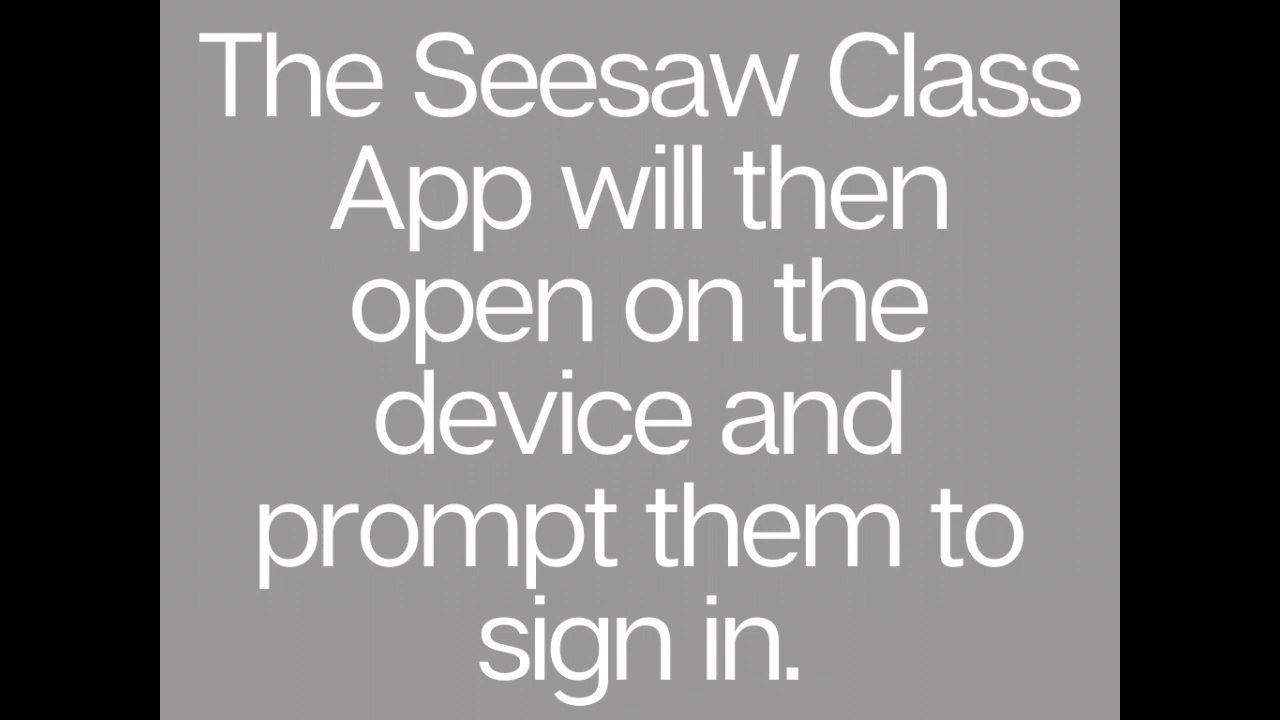 The Seesaw Class
App will then
open on the
device and
prompt them to
sign in.